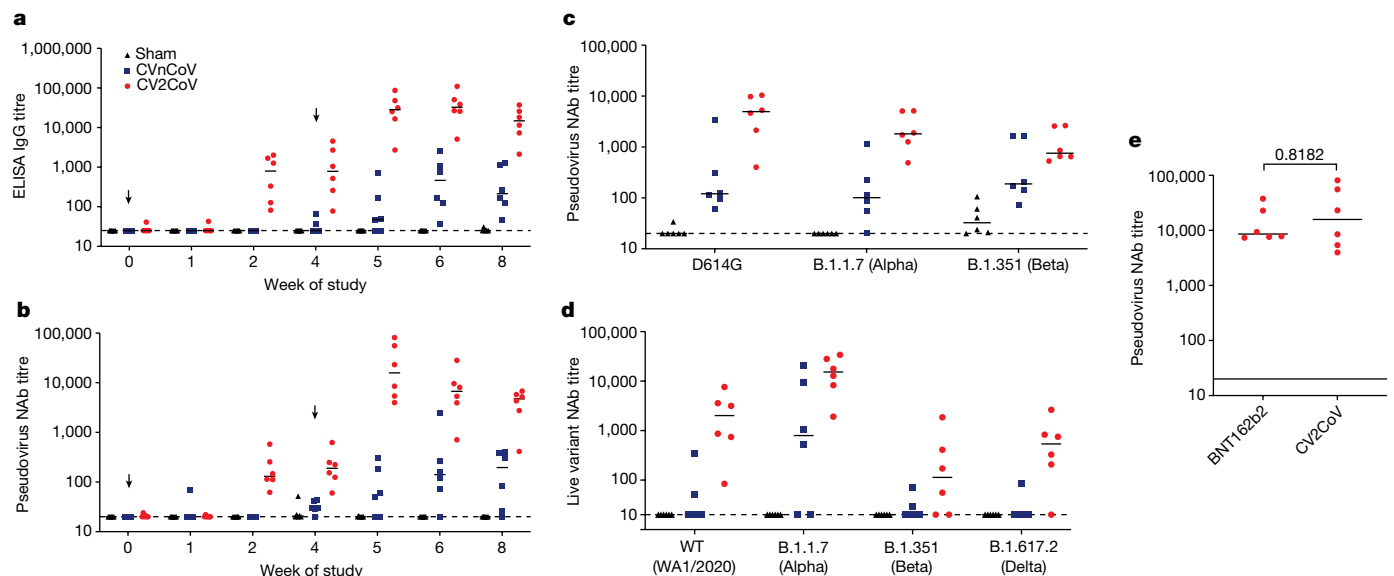 a
Sham
CVnCoV
CV2CoV
ELISA IgG titre
1,000,000
100,000
10,000
1,000
100
10
0 1 2 4 5 6 8
Week of study
b
Pseudovirus NAb titre
100,000
10,000
1,000
100
10
0 1 2 4 5 6 8
Week of study
c
Pseudovirus NAb titre
100,000
10,000
1,000
100
10
D614G B.1.1.7 (Alpha) B.1.351 (Beta)
d
Live variant NAb titre
100,000
10,000
1,000
100
10
WT B.1.1.7 B.1.351 B.1.617.2
(WA1/2020) (Alpha) (Beta) (Delta)
e
0.8182
Pseudovirus NAb titre
100,000
10,000
1,000
100
10
BNT162b2 CV2CoV